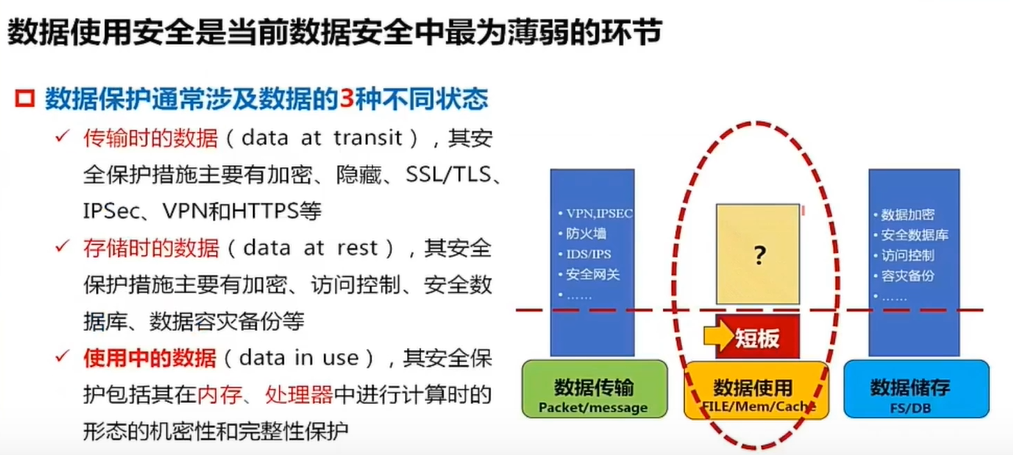 数据使用安全是当前数据安全中最为薄弱的环节
数据保护通常涉及数据的3种不同状态
传输时的数据（data at transit），其安
全保护措施主要有加密、隐藏、SSL/TLS、
IPSec、VPN和HTTPS等
存储时的数据（data at rest），其安全
保护措施主要有加密、访问控制、安全数
据库、数据容灾备份等
使用中的数据（data in use），其安全保
护包括其在内存、处理器中进行计算时的
形态的机密性和完整性保护
• VPN,IPSEC
• 防火墙
• IDS/IPS
• 安全网关
• ……
数据传输
Packet/message
?
短板
数据使用
FILE/Mem/Cache
• 数据加密
• 安全数据库
• 访问控制
• 容灾备份
• ……
数据储存
FS/DB